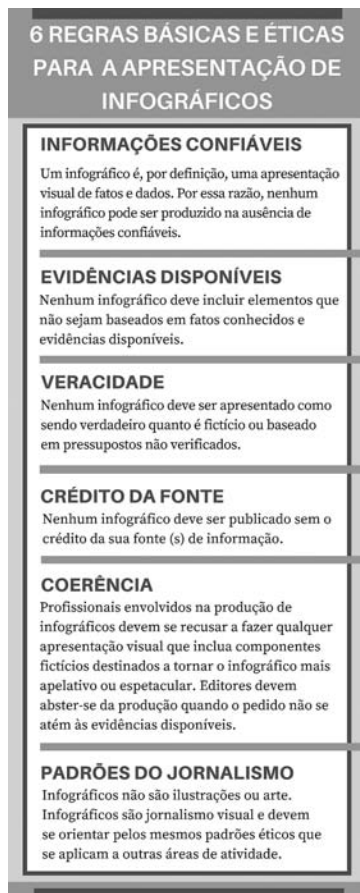 6 REGRAS BÁSICAS E ÉTICAS
PARA A APRESENTAÇÃO DE
INFOGRÁFICOS
INFORMAÇÕES CONFIÁVEIS
Um infográfico é, por definição, uma apresentação
visual de fatos e dados. Por essa razão, nenhum
infográfico pode ser produzido na ausência de
informações confiáveis.
EVIDÊNCIAS DISPONÍVEIS
Nenhum infográfico deve incluir elementos que
não sejam baseados em fatos conhecidos e
evidências disponíveis.
VERACIDADE
Nenhum infográfico deve ser apresentado como
sendo verdadeiro quanto é fictício ou baseado
em pressupostos não verificados.
CRÉDITO DA FONTE
Nenhum infográfico deve ser publicado sem o
crédito da sua fonte (s) de informação.
COERÊNCIA
Profissionais envolvidos na produção de
infográficos devem se recusar a fazer qualquer
apresentação visual que inclua componentes
fictícios destinados a tornar o infográfico mais
apelativo ou espetacular. Editores devem
abster-se da produção quando o pedido não se
atém às evidências disponíveis.
PADRÕES DO JORNALISMO
Infográficos não são ilustrações ou arte.
Infográficos são jornalismo visual e devem
se orientar pelos mesmos padrões éticos que
se aplicam a outras áreas de atividade.